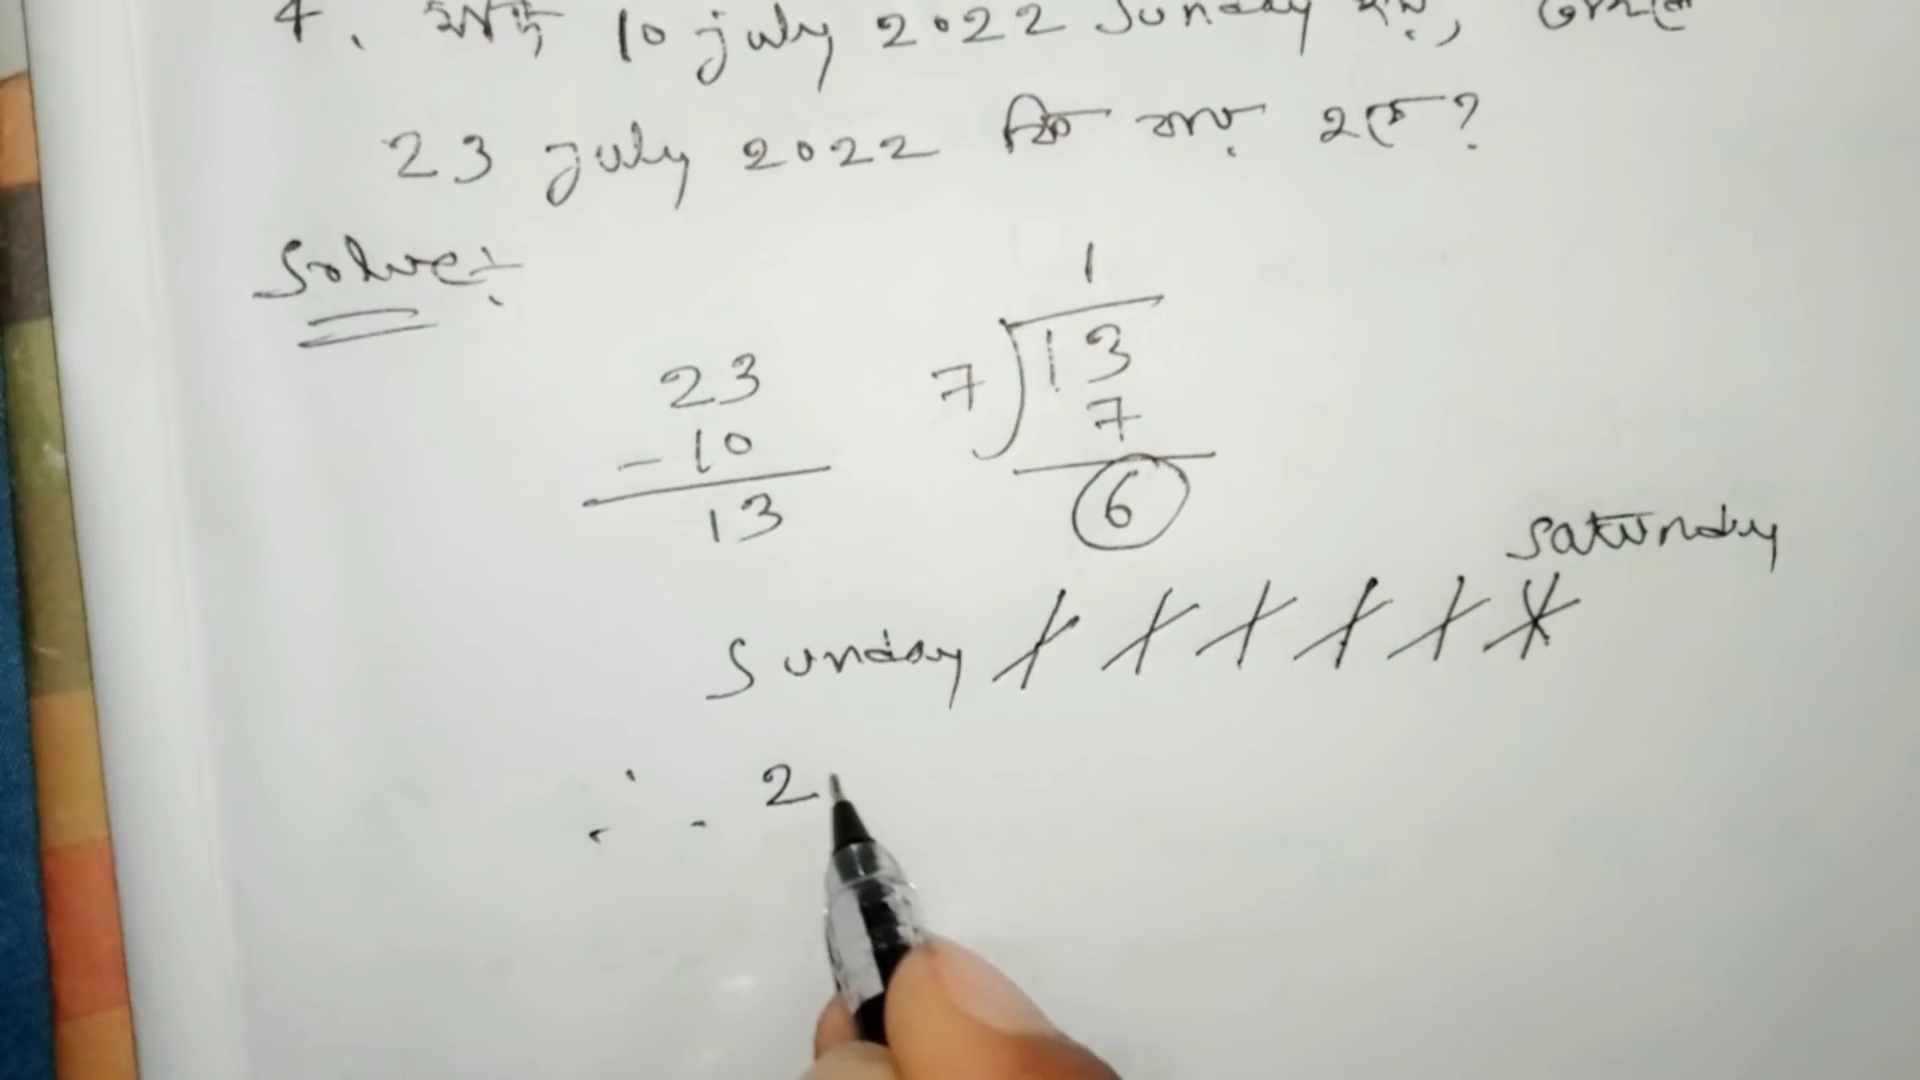 4. যদি 10 july 2022 Sunday হয়, তাহলে
23 july 2022 কি বার হবে?
Solve:
1
23 7 13
-10 7
13 6
Saturday
Sunday
∴ 2